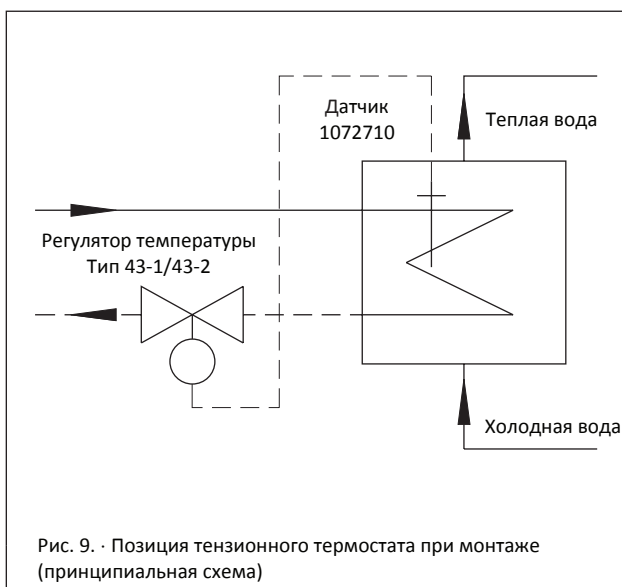 Датчик
1072710
Теплая вода
Регулятор температуры
Тип 43-1/43-2
Холодная вода
Рис. 9. · Позиция тензионного термостата при монтаже
(принципиальная схема)